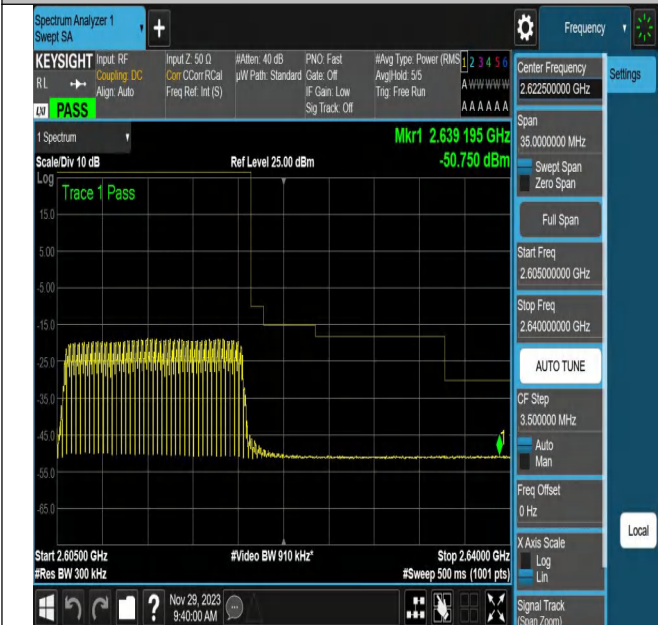 Spectrum Analyzer 1
Swept SA
+
Frequency
KEYSIGHT
RL
LXI
PASS
Input: RF
Coupling: DC
Align: Auto
Input Z: 50 Ω
Corr CCorr RCal
Freq Ref: Int (S)
#Atten: 40 dB
µW Path: Standard
PNO: Fast
Gate: Off
IF Gain: Low
Sig Track: Off
#Avg Type: Power (RMS
Avg|Hold: 5/5
Trig: Free Run
1 2 3 4 5 6
A W W W W W
A A A A A A
1 Spectrum
Scale/Div 10 dB
Ref Level 25.00 dBm
Mkr1 2.639 195 GHz
-50.750 dBm
Log
Trace 1 Pass
15.0
5.00
-5.00
-15.0
-25.0
-35.0
-45.0
-55.0
-65.0
1
Start 2.60500 GHz
#Res BW 300 kHz
#Video BW 910 kHz*
Stop 2.64000 GHz
#Sweep 500 ms (1001 pts)
?
Nov 29, 2023
9:40:00 AM
Center Frequency
2.622500000 GHz
Settings
Span
35.0000000 MHz
Swept Span
Zero Span
Full Span
Start Freq
2.605000000 GHz
Stop Freq
2.640000000 GHz
AUTO TUNE
CF Step
3.500000 MHz
Auto
Man
Freq Offset
0 Hz
X Axis Scale
Log
Lin
Local
Signal Track
(Span Zoom)